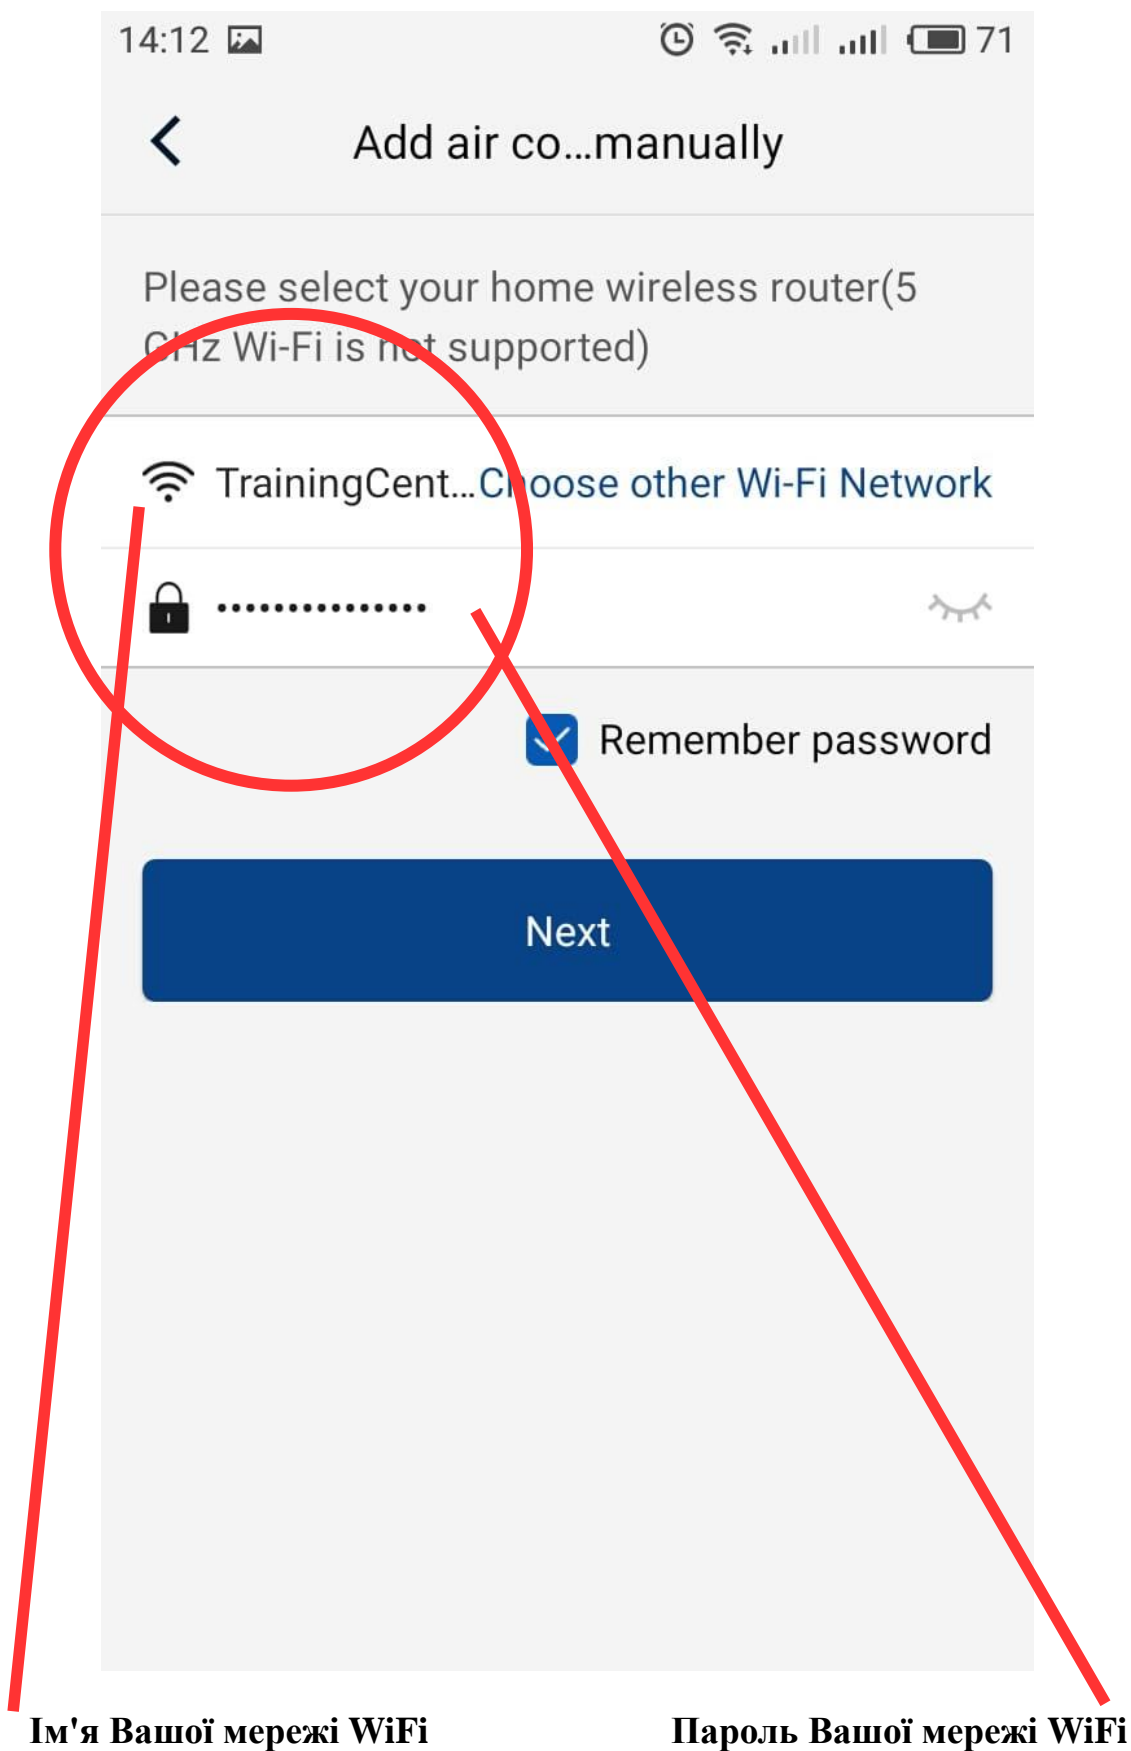 14:12 71
Add air co...manually
Please select your home wireless router(5
GHz Wi-Fi is not supported)
TrainingCent...Choose other Wi-Fi Network
•••••••••••••••
Remember password
Next
Ім'я Вашої мережі WiFi Пароль Вашої мережі WiFi